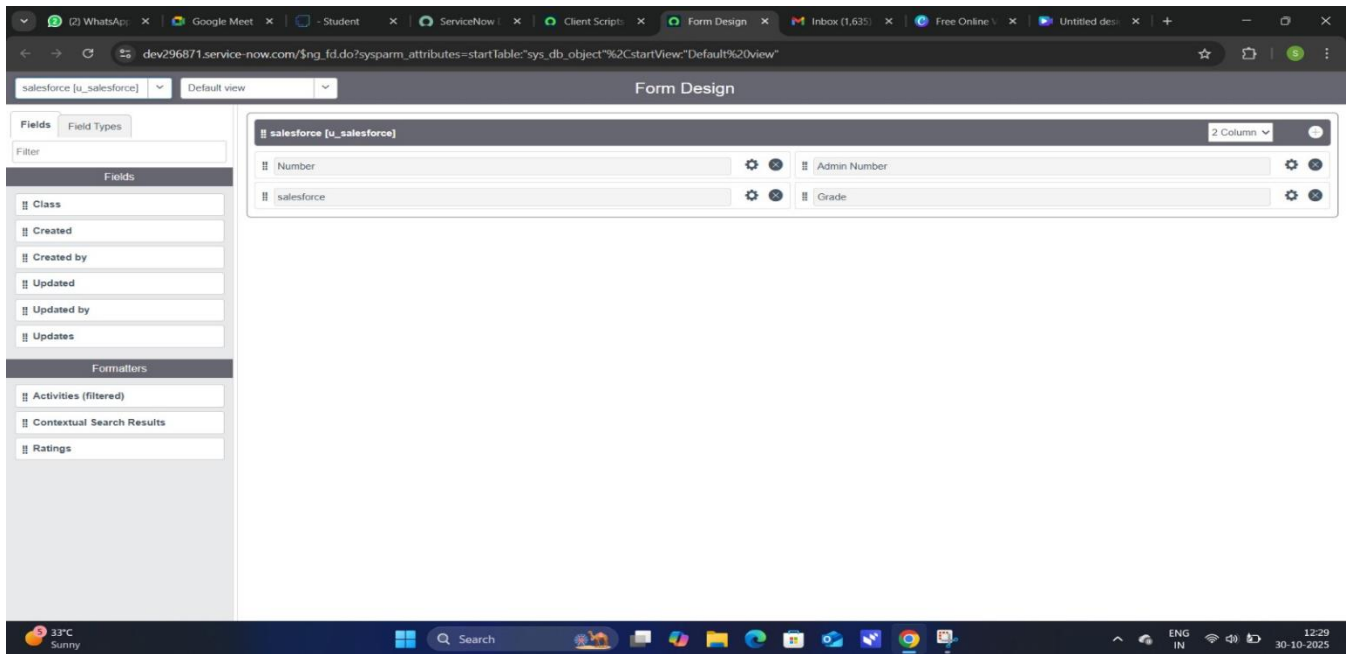 (2) WhatsApp
Google Meet
- Student
ServiceNow
Client Scripts
Form Design
Inbox (1,635)
Free Online
Untitled des
dev296871.service-now.com/$ng_fd.do?sysparm_attributes=startTable:"sys_db_object"%2CstartView:"Default%20view"
S
salesforce [u_salesforce]
Default view
Form Design
Fields
Field Types
Filter
Fields
Class
Created
Created by
Updated
Updated by
Updates
Formatters
Activities (filtered)
Contextual Search Results
Ratings
salesforce [u_salesforce]
2 Column
Number
Admin Number
salesforce
Grade
5
33°C
Sunny
Search
ENG
IN
12:29
30-10-2025